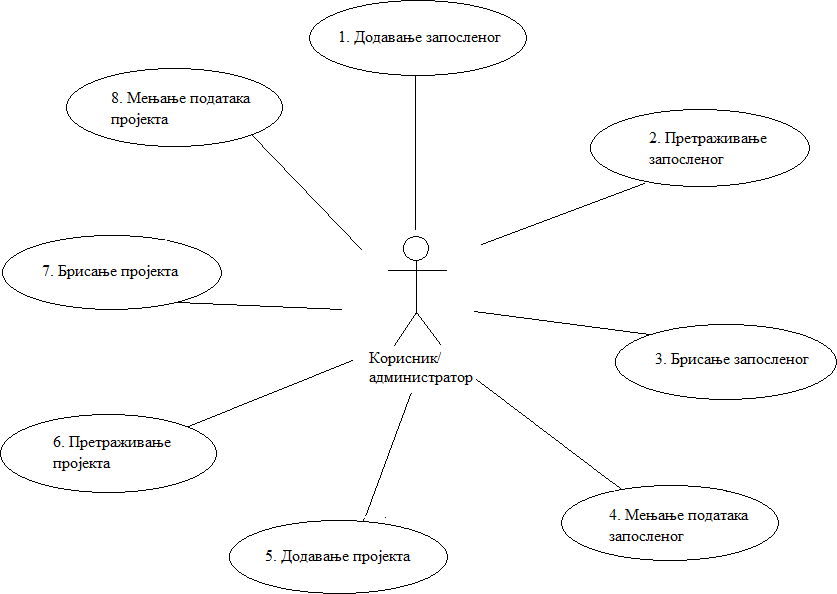 1. Додавање запосленог
8. Мењање података
пројекта
2. Претраживање
запосленог
7. Брисање пројекта
Корисник/
администратор
3. Брисање запосленог
6. Претраживање
пројекта
4. Мењање података
запосленог
5. Додавање пројекта